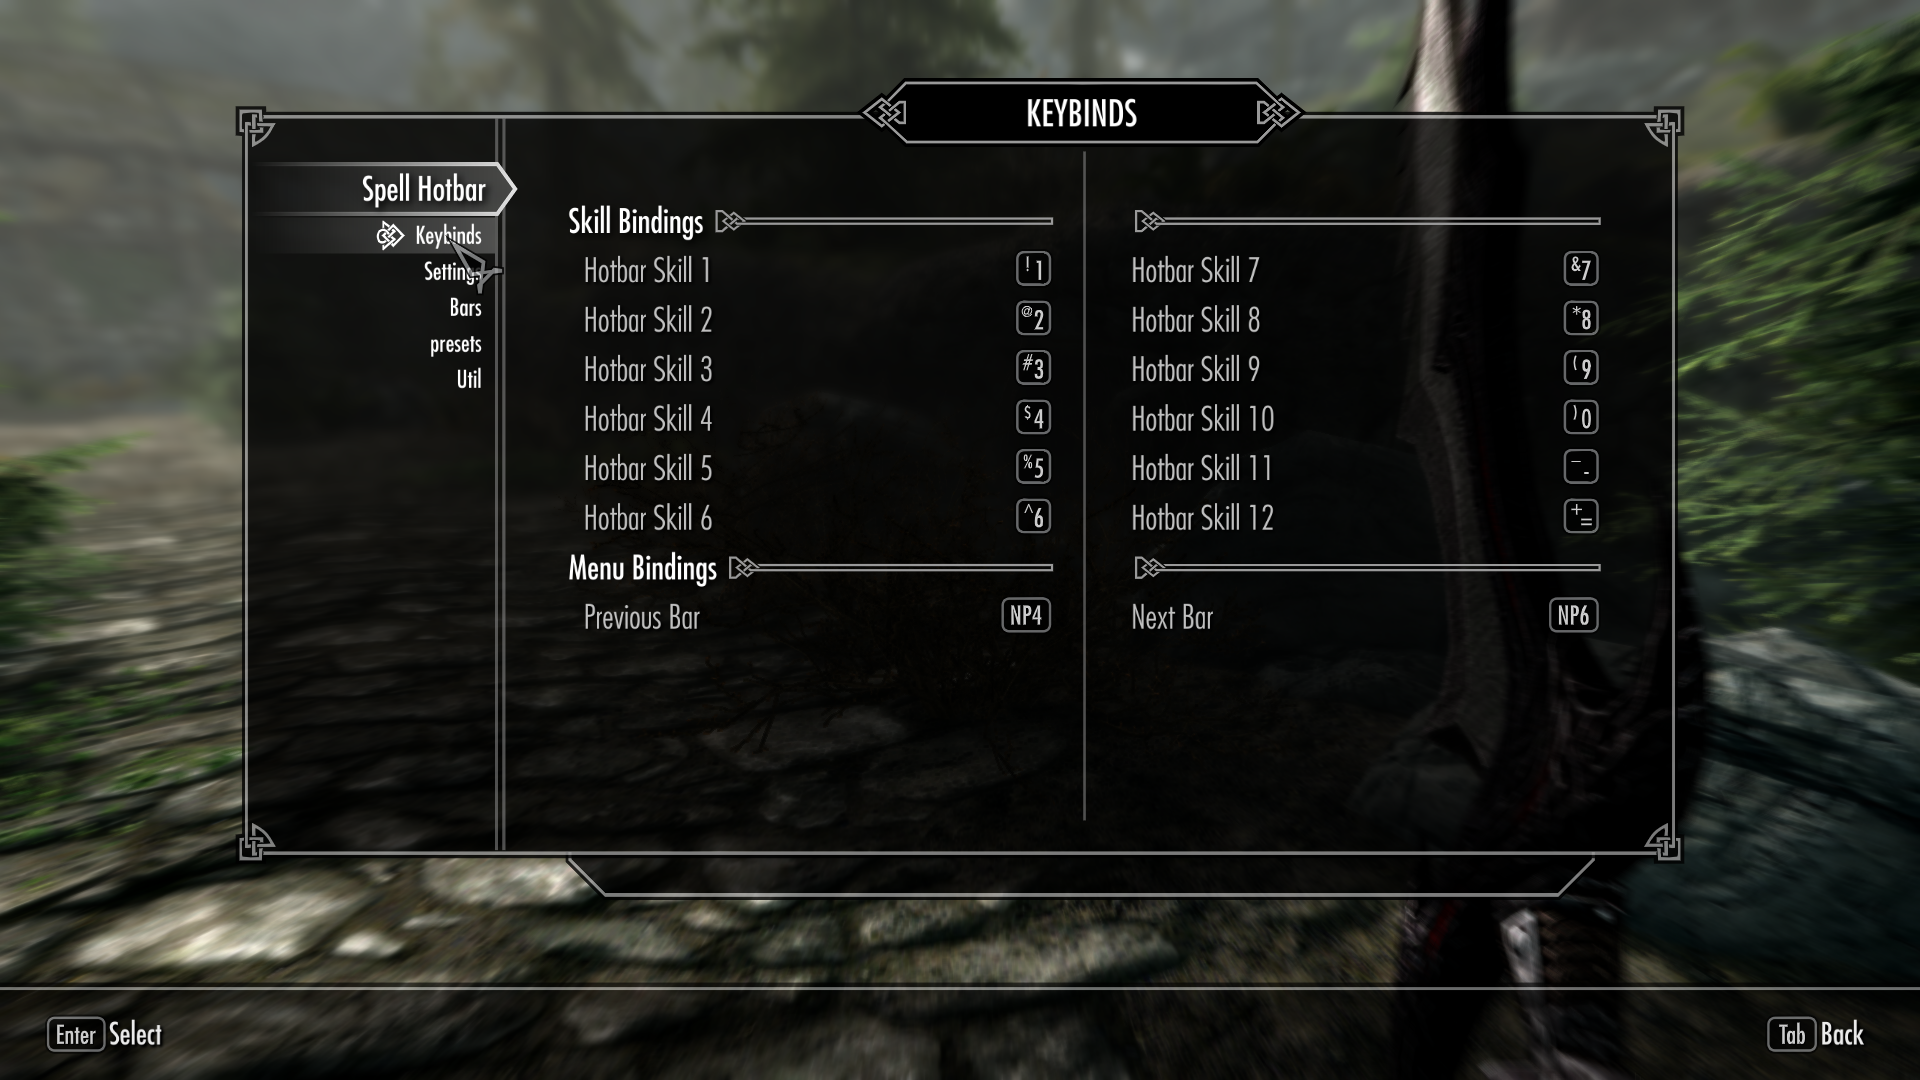 KEYBINDS
Spell Hotbar
Keybinds
Settings
Bars
presets
Util
Skill Bindings
Hotbar Skill 1 !1
Hotbar Skill 2 @2
Hotbar Skill 3 #3
Hotbar Skill 4 $4
Hotbar Skill 5 %5
Hotbar Skill 6 ^6
Menu Bindings
Previous Bar NP4
Hotbar Skill 7 &7
Hotbar Skill 8 *8
Hotbar Skill 9 (9
Hotbar Skill 10 )0
Hotbar Skill 11 _-
Hotbar Skill 12 +=
Next Bar NP6
Enter Select
Tab Back